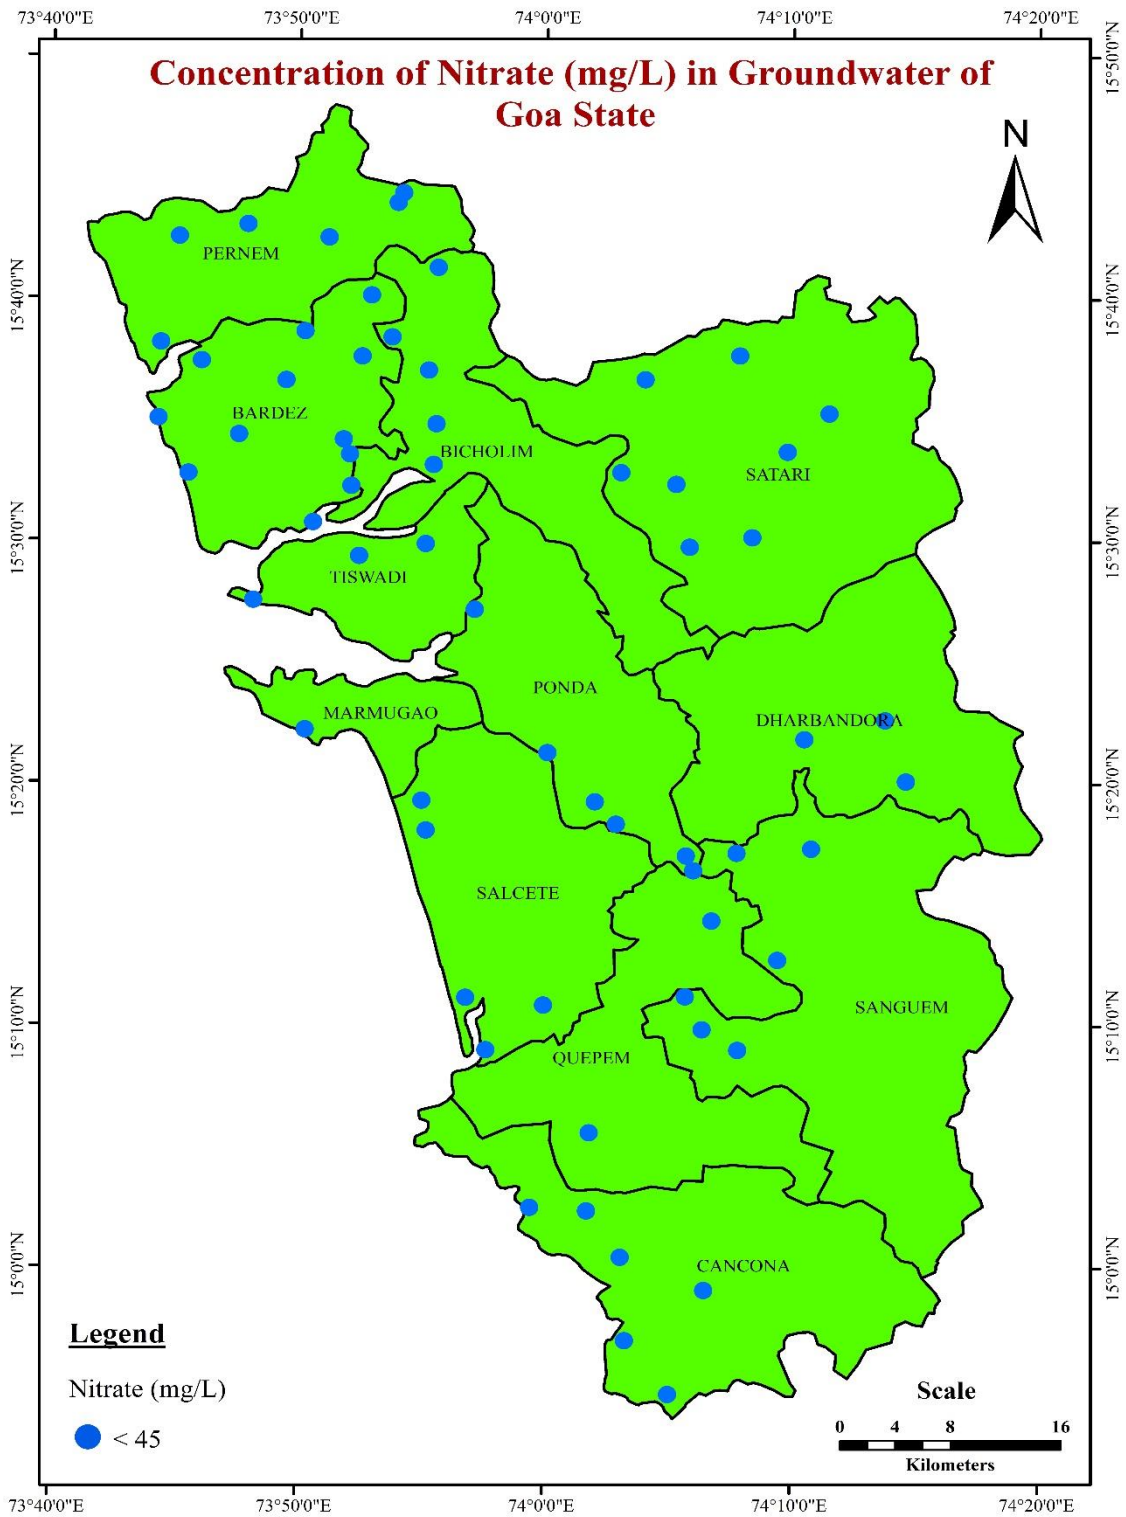 73°40'0"E 73°50'0"E 74°0'0"E 74°10'0"E 74°20'0"E
Concentration of Nitrate (mg/L) in Groundwater of
Goa State
15°50'0"N
N
PERNEM
15°40'0"N 15°40'0"N
BARDEZ
BICHOLIM
SATARI
15°30'0"N 15°30'0"N
TISWADI
PONDA
MARMUGAO
DHARBANDORA
15°20'0"N 15°20'0"N
SALCETE
SANGUEM
15°10'0"N 15°10'0"N
QUEPEM
CANCONA
15°0'0"N 15°0'0"N
Legend
Nitrate (mg/L)
< 45
Scale
0 4 8 16
Kilometers
73°40'0"E 73°50'0"E 74°0'0"E 74°10'0"E 74°20'0"E